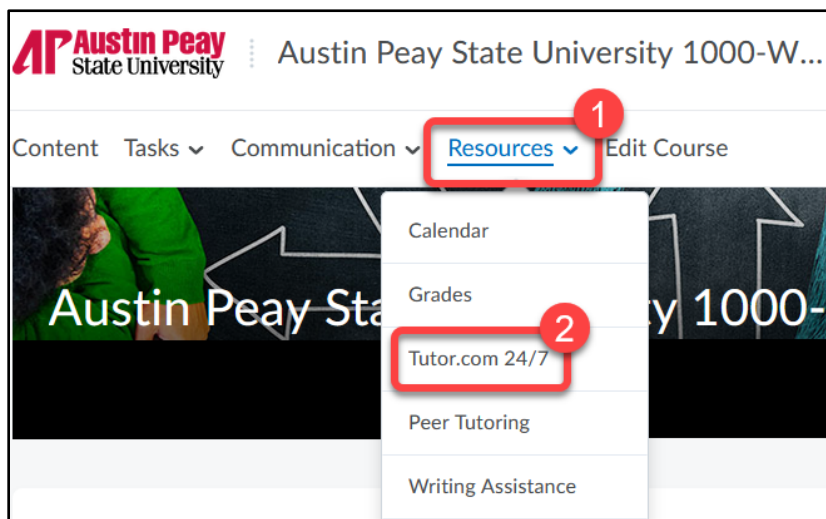 AP Austin Peay State University
Austin Peay State University 1000-W...
Content Tasks Communication Resources Edit Course
1
Calendar
Grades
Austin Peay Sta y 1000-
2
Tutor.com 24/7
Peer Tutoring
Writing Assistance